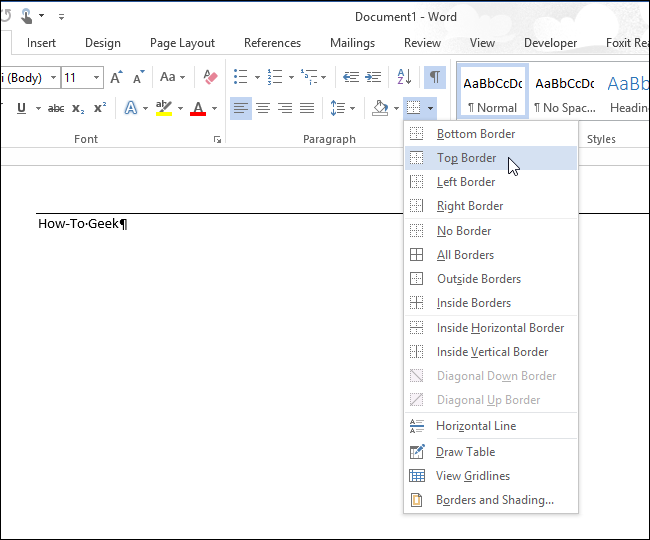 Document1 - Word
Insert Design Page Layout References Mailings Review View Developer Foxit Rea
i (Body) 11 A A Aa A AaBbCcDc AaBbCcDc AaBbCc
U abc x₂ x² A ab A ¶ Normal ¶ No Spac... Heading
Font Paragraph Styles
Bottom Border
Top Border
Left Border
Right Border
No Border
All Borders
Outside Borders
Inside Borders
Inside Horizontal Border
Inside Vertical Border
Diagonal Down Border
Diagonal Up Border
Horizontal Line
Draw Table
View Gridlines
Borders and Shading...
How-To·Geek¶